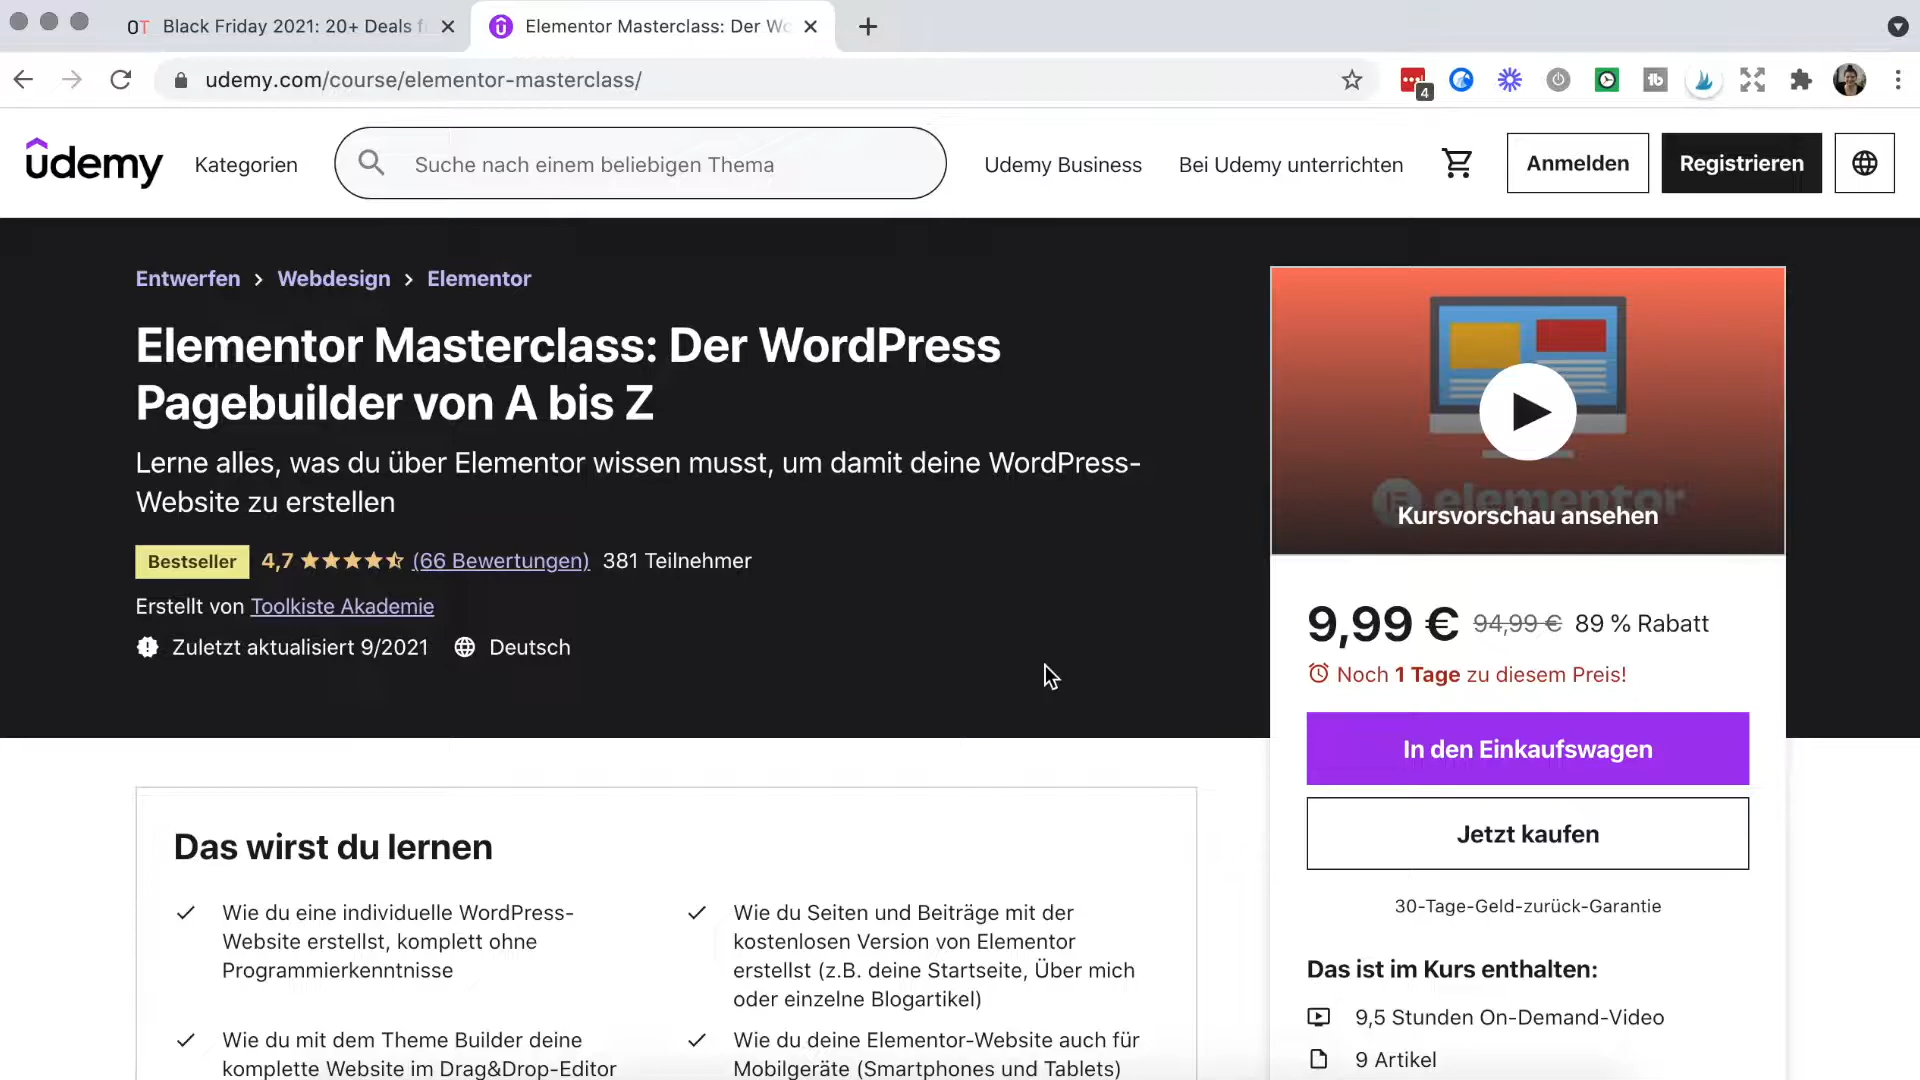 OT Black Friday 2021: 20+ Deals f
Elementor Masterclass: Der Wo
udemy.com/course/elementor-masterclass/
4
1b
udemy
Kategorien
Suche nach einem beliebigen Thema
Udemy Business
Bei Udemy unterrichten
Anmelden
Registrieren
Entwerfen > Webdesign > Elementor
Elementor Masterclass: Der WordPress
Pagebuilder von A bis Z
Lerne alles, was du über Elementor wissen musst, um damit deine WordPress-
Website zu erstellen
Bestseller 4,7 (66 Bewertungen) 381 Teilnehmer
Erstellt von Toolkiste Akademie
Zuletzt aktualisiert 9/2021 Deutsch
elementor
Kursvorschau ansehen
9,99 € 94,99 € 89 % Rabatt
Noch 1 Tage zu diesem Preis!
In den Einkaufswagen
Jetzt kaufen
30-Tage-Geld-zurück-Garantie
Das ist im Kurs enthalten:
9,5 Stunden On-Demand-Video
9 Artikel
Das wirst du lernen
Wie du eine individuelle WordPress-
Website erstellst, komplett ohne
Programmierkenntnisse
Wie du Seiten und Beiträge mit der
kostenlosen Version von Elementor
erstellst (z.B. deine Startseite, Über mich
oder einzelne Blogartikel)
Wie du mit dem Theme Builder deine
komplette Website im Drag&Drop-Editor
Wie du deine Elementor-Website auch für
Mobilgeräte (Smartphones und Tablets)